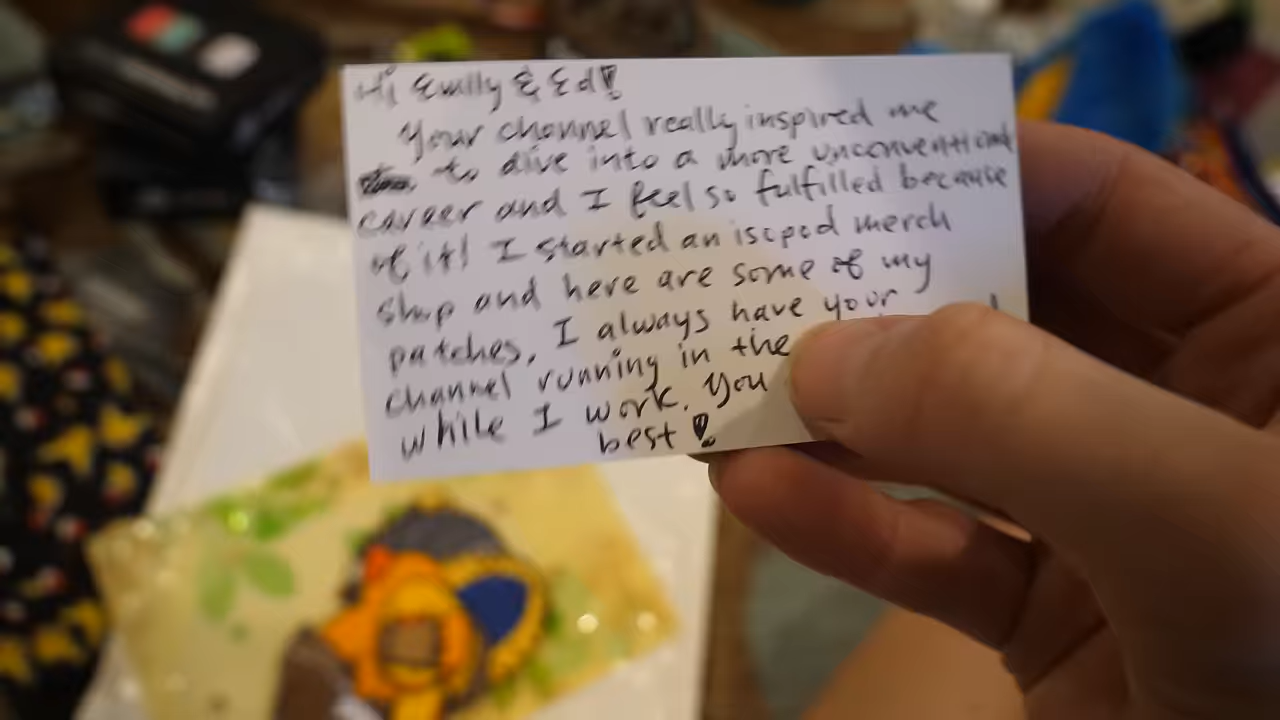 Hi Emily & Ed!
Your channel really inspired me
to dive into a more unconventional
career and I feel so fulfilled because
of it! I started an isopod merch
shop and here are some of my
patches. I always have your
channel running in the
while I work. You
best!